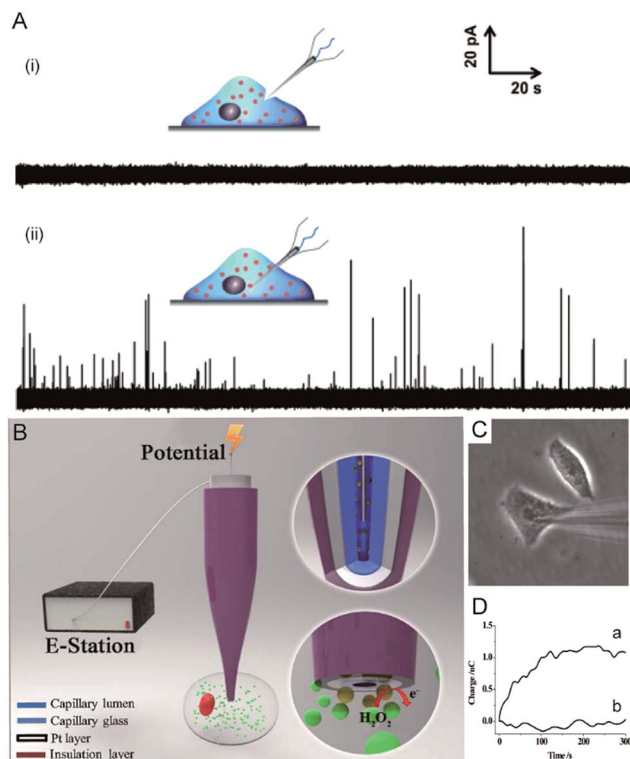 A
(i)
20 pA
20 s
(ii)
B
Potential
E-Station
e-
H2O2
Capillary lumen
Capillary glass
Pt layer
Insulation layer
C
D
Charge /nC
1.5
1.0
0.5
0.0
a
b
0
100
200
300
Time /s